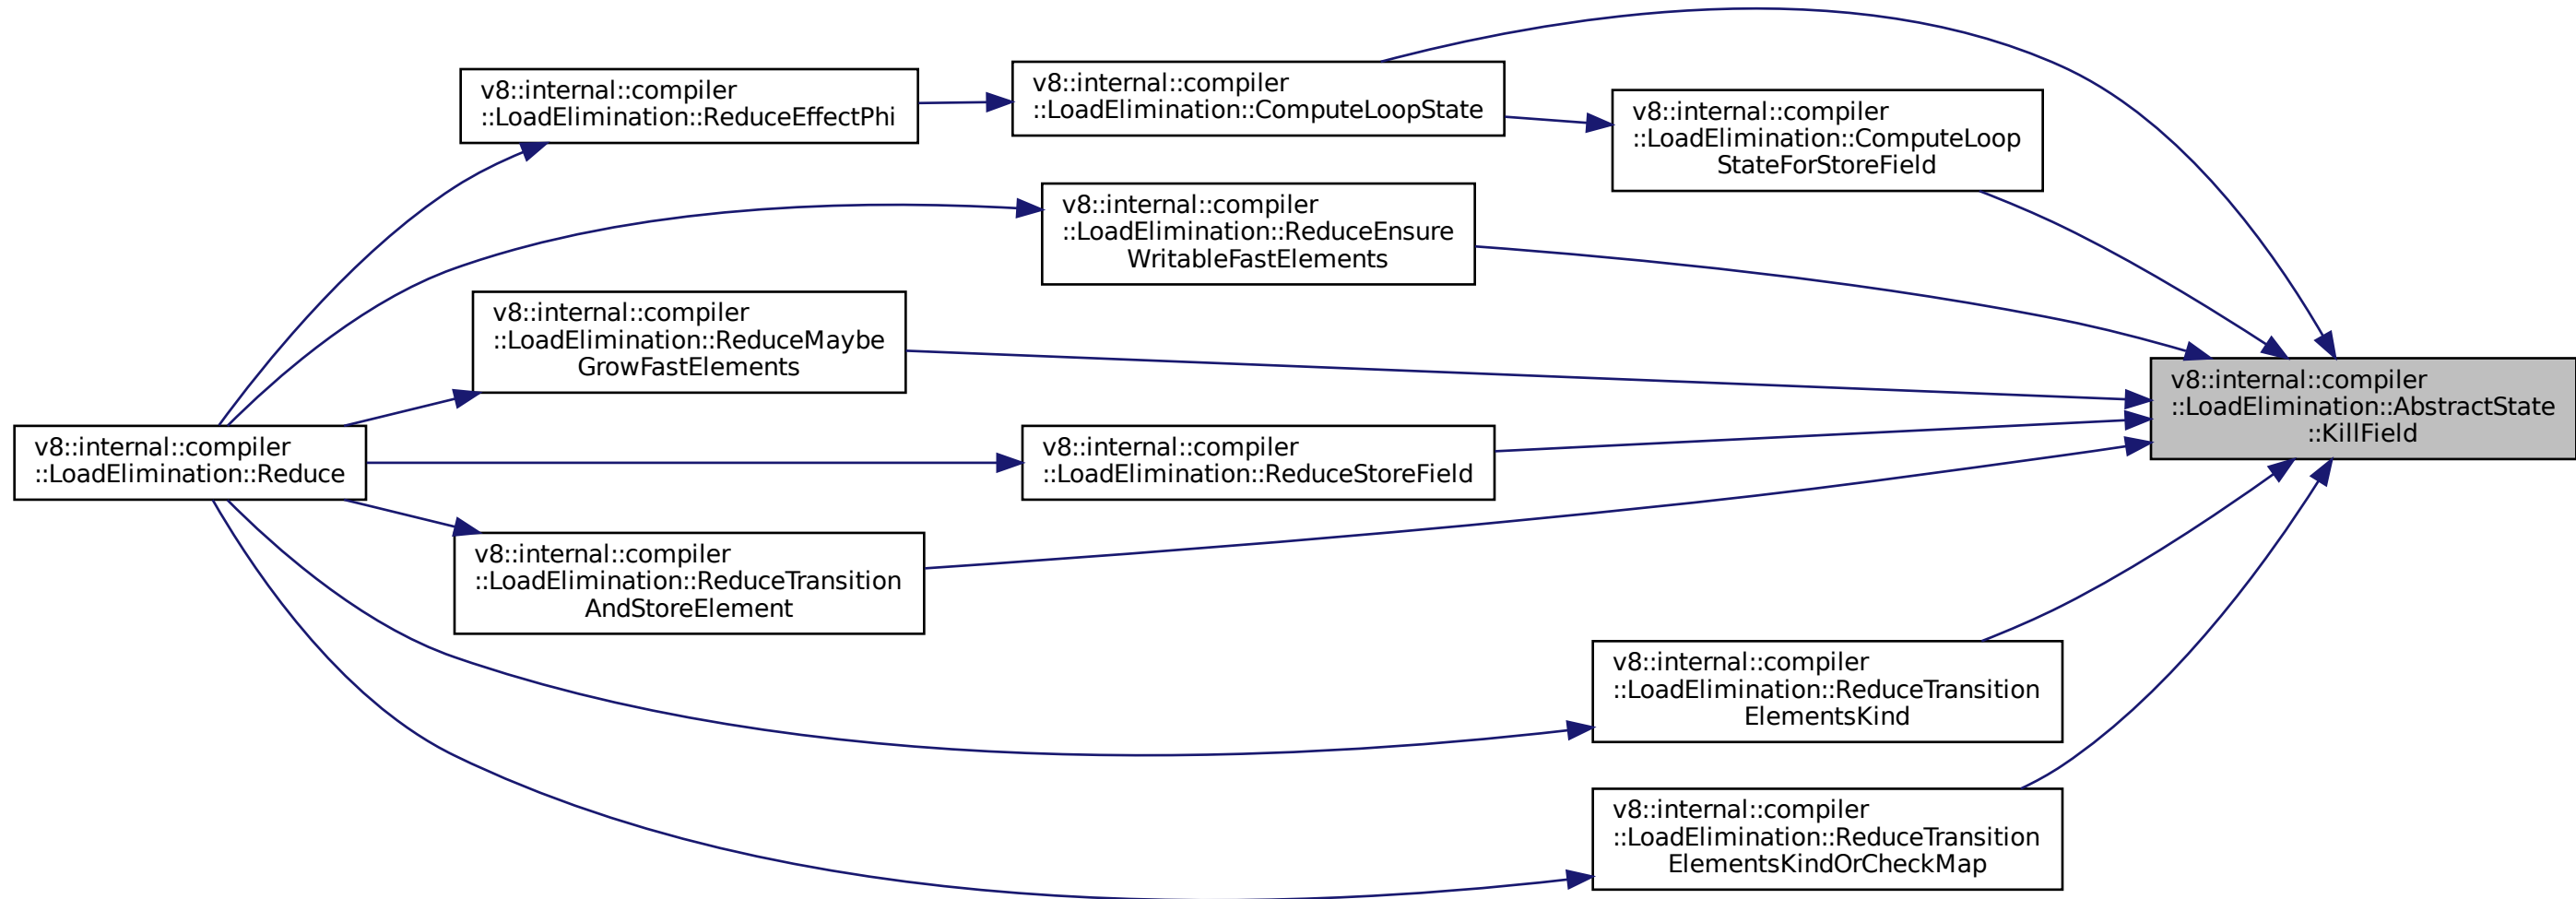 v8::internal::compiler
::LoadElimination::ReduceEffectPhi
v8::internal::compiler
::LoadElimination::ComputeLoopState
v8::internal::compiler
::LoadElimination::ComputeLoop
StateForStoreField
v8::internal::compiler
::LoadElimination::ReduceEnsure
WritableFastElements
v8::internal::compiler
::LoadElimination::ReduceMaybe
GrowFastElements
v8::internal::compiler
::LoadElimination::AbstractState
::KillField
v8::internal::compiler
::LoadElimination::Reduce
v8::internal::compiler
::LoadElimination::ReduceStoreField
v8::internal::compiler
::LoadElimination::ReduceTransition
AndStoreElement
v8::internal::compiler
::LoadElimination::ReduceTransition
ElementsKind
v8::internal::compiler
::LoadElimination::ReduceTransition
ElementsKindOrCheckMap